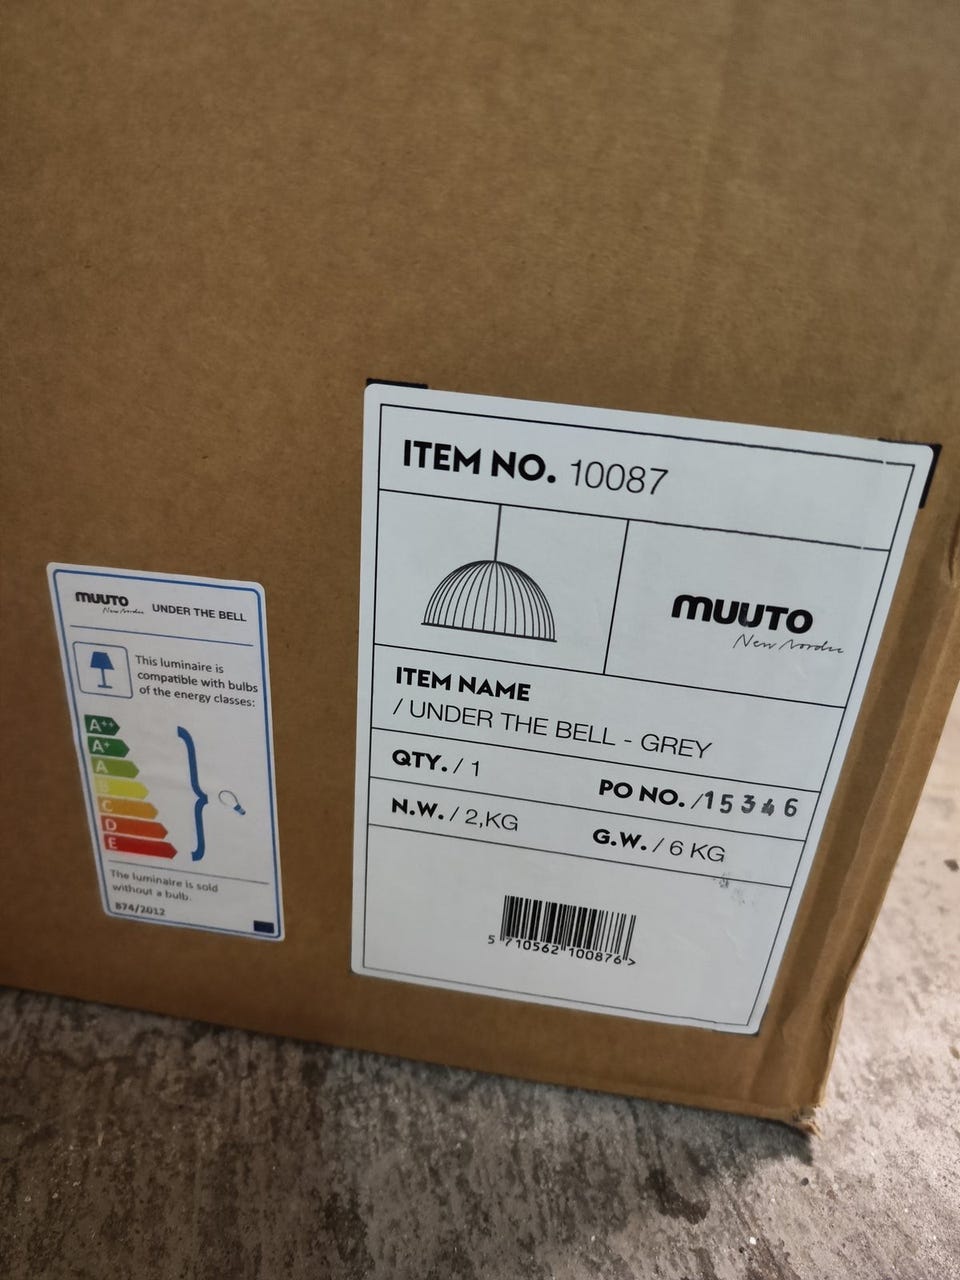 ITEM NO. 10087
MUUTO
New Nordic
ITEM NAME
/ UNDER THE BELL - GREY
QTY. / 1
PO NO. /15346
N.W. / 2,KG
G.W. / 6 KG
5 710562 100876 >
MUUTO
New Nordic
UNDER THE BELL
This luminaire is
compatible with bulbs
of the energy classes:
A++
A+
A
B
C
D
E
The luminaire is sold
without a bulb.
874/2012